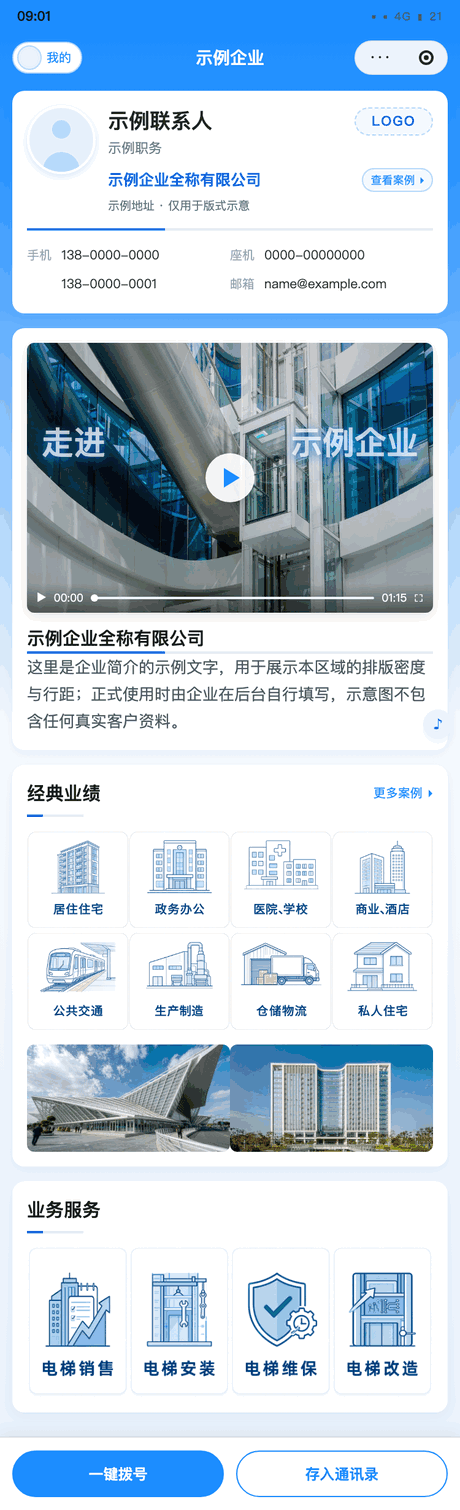 09:01
4G 21
我的
示例企业
示例联系人
LOGO
示例职务
示例企业全称有限公司
查看案例
示例地址 · 仅用于版式示意
手机 138-0000-0000
座机 0000-00000000
138-0000-0001
邮箱 name@example.com
走进 示例企业
00:00 01:15
示例企业全称有限公司
这里是企业简介的示例文字，用于展示本区域的排版密度
与行距；正式使用时由企业在后台自行填写，示意图不包
含任何真实客户资料。
经典业绩
更多案例
居住住宅
政务办公
医院、学校
商业、酒店
公共交通
生产制造
仓储物流
私人住宅
业务服务
电梯销售
电梯安装
电梯维保
电梯改造
一键拨号
存入通讯录